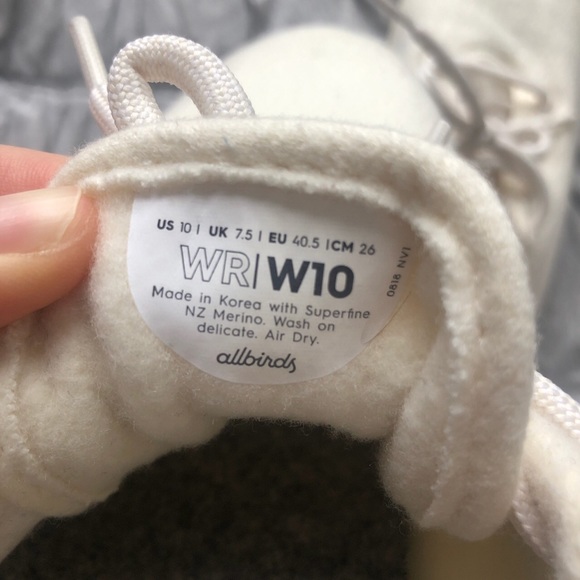 US 10 | UK 7.5 | EU 40.5 | CM 26
WR|W10
Made in Korea with Superfine
NZ Merino. Wash on
delicate. Air Dry.
allbirds
0818 NV1